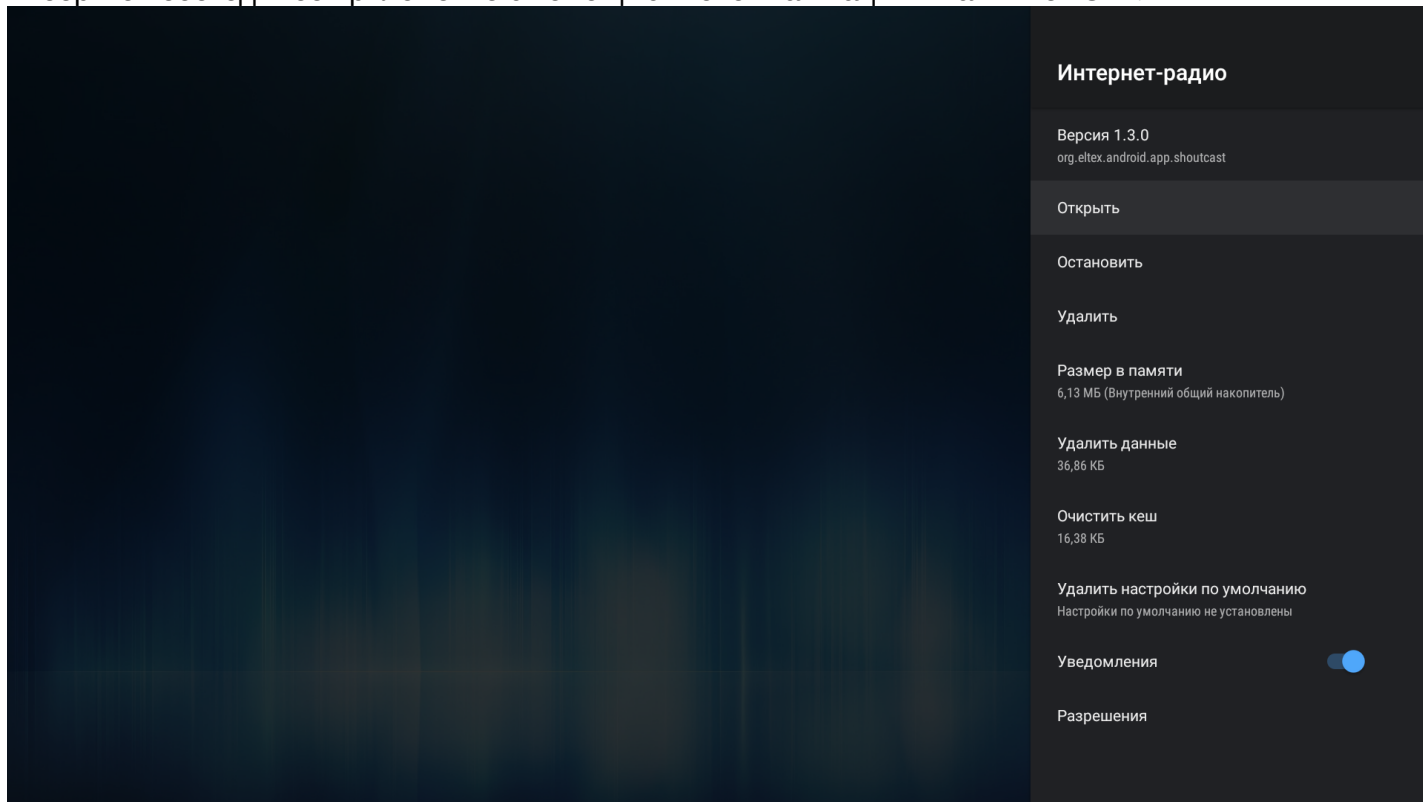 Интернет-радио
Версия 1.3.0
org.eltex.android.app.shoutcast
Открыть
Остановить
Удалить
Размер в памяти
6,13 МБ (Внутренний общий накопитель)
Удалить данные
36,86 КБ
Очистить кеш
16,38 КБ
Удалить настройки по умолчанию
Настройки по умолчанию не установлены
Уведомления
Разрешения